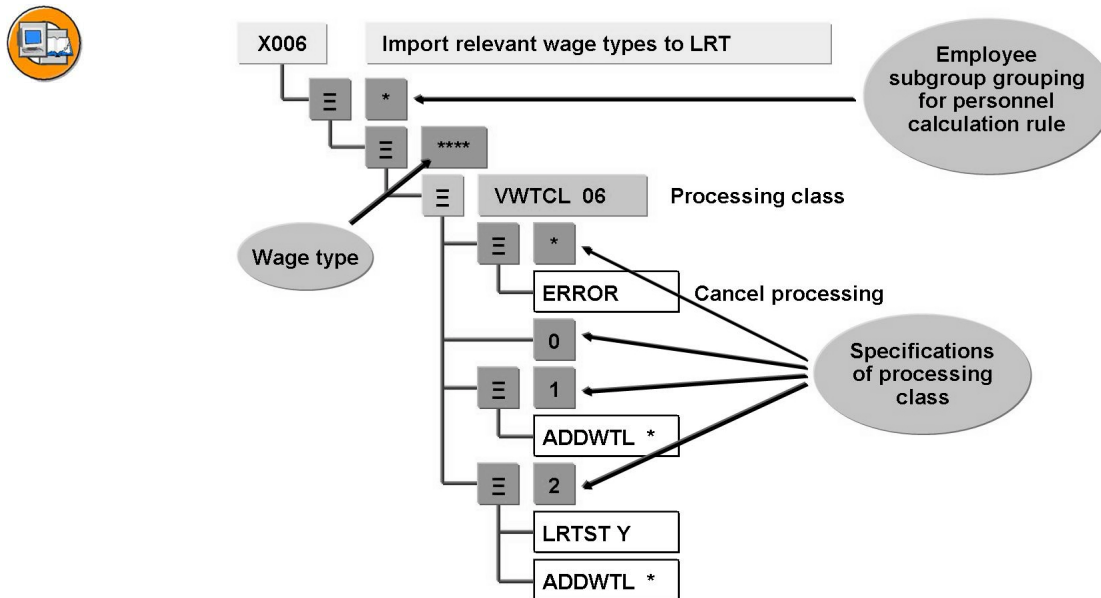 X006
Import relevant wage types to LRT
Employee
subgroup grouping
for personnel
calculation rule
*
****
VWTCL 06
Processing class
Wage type
*
ERROR
Cancel processing
0
Specifications
of processing
class
1
ADDWTL *
2
LRTST Y
ADDWTL *